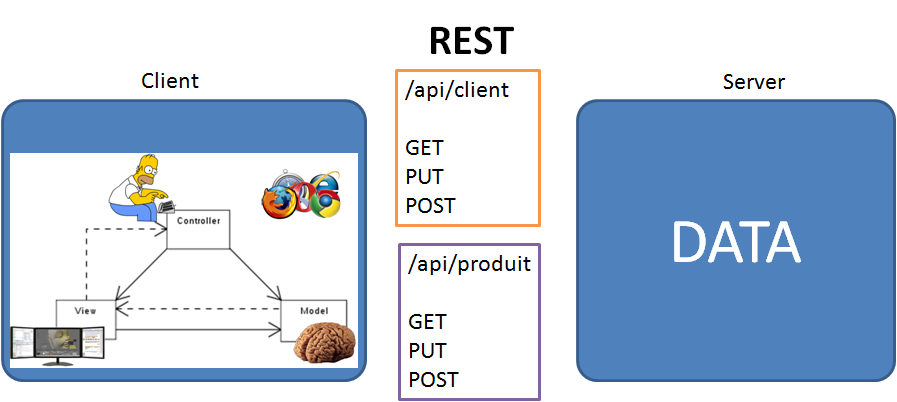 REST
Client
Server
/api/client
GET
PUT
POST
Controller
View
Model
/api/produit
GET
PUT
POST
DATA